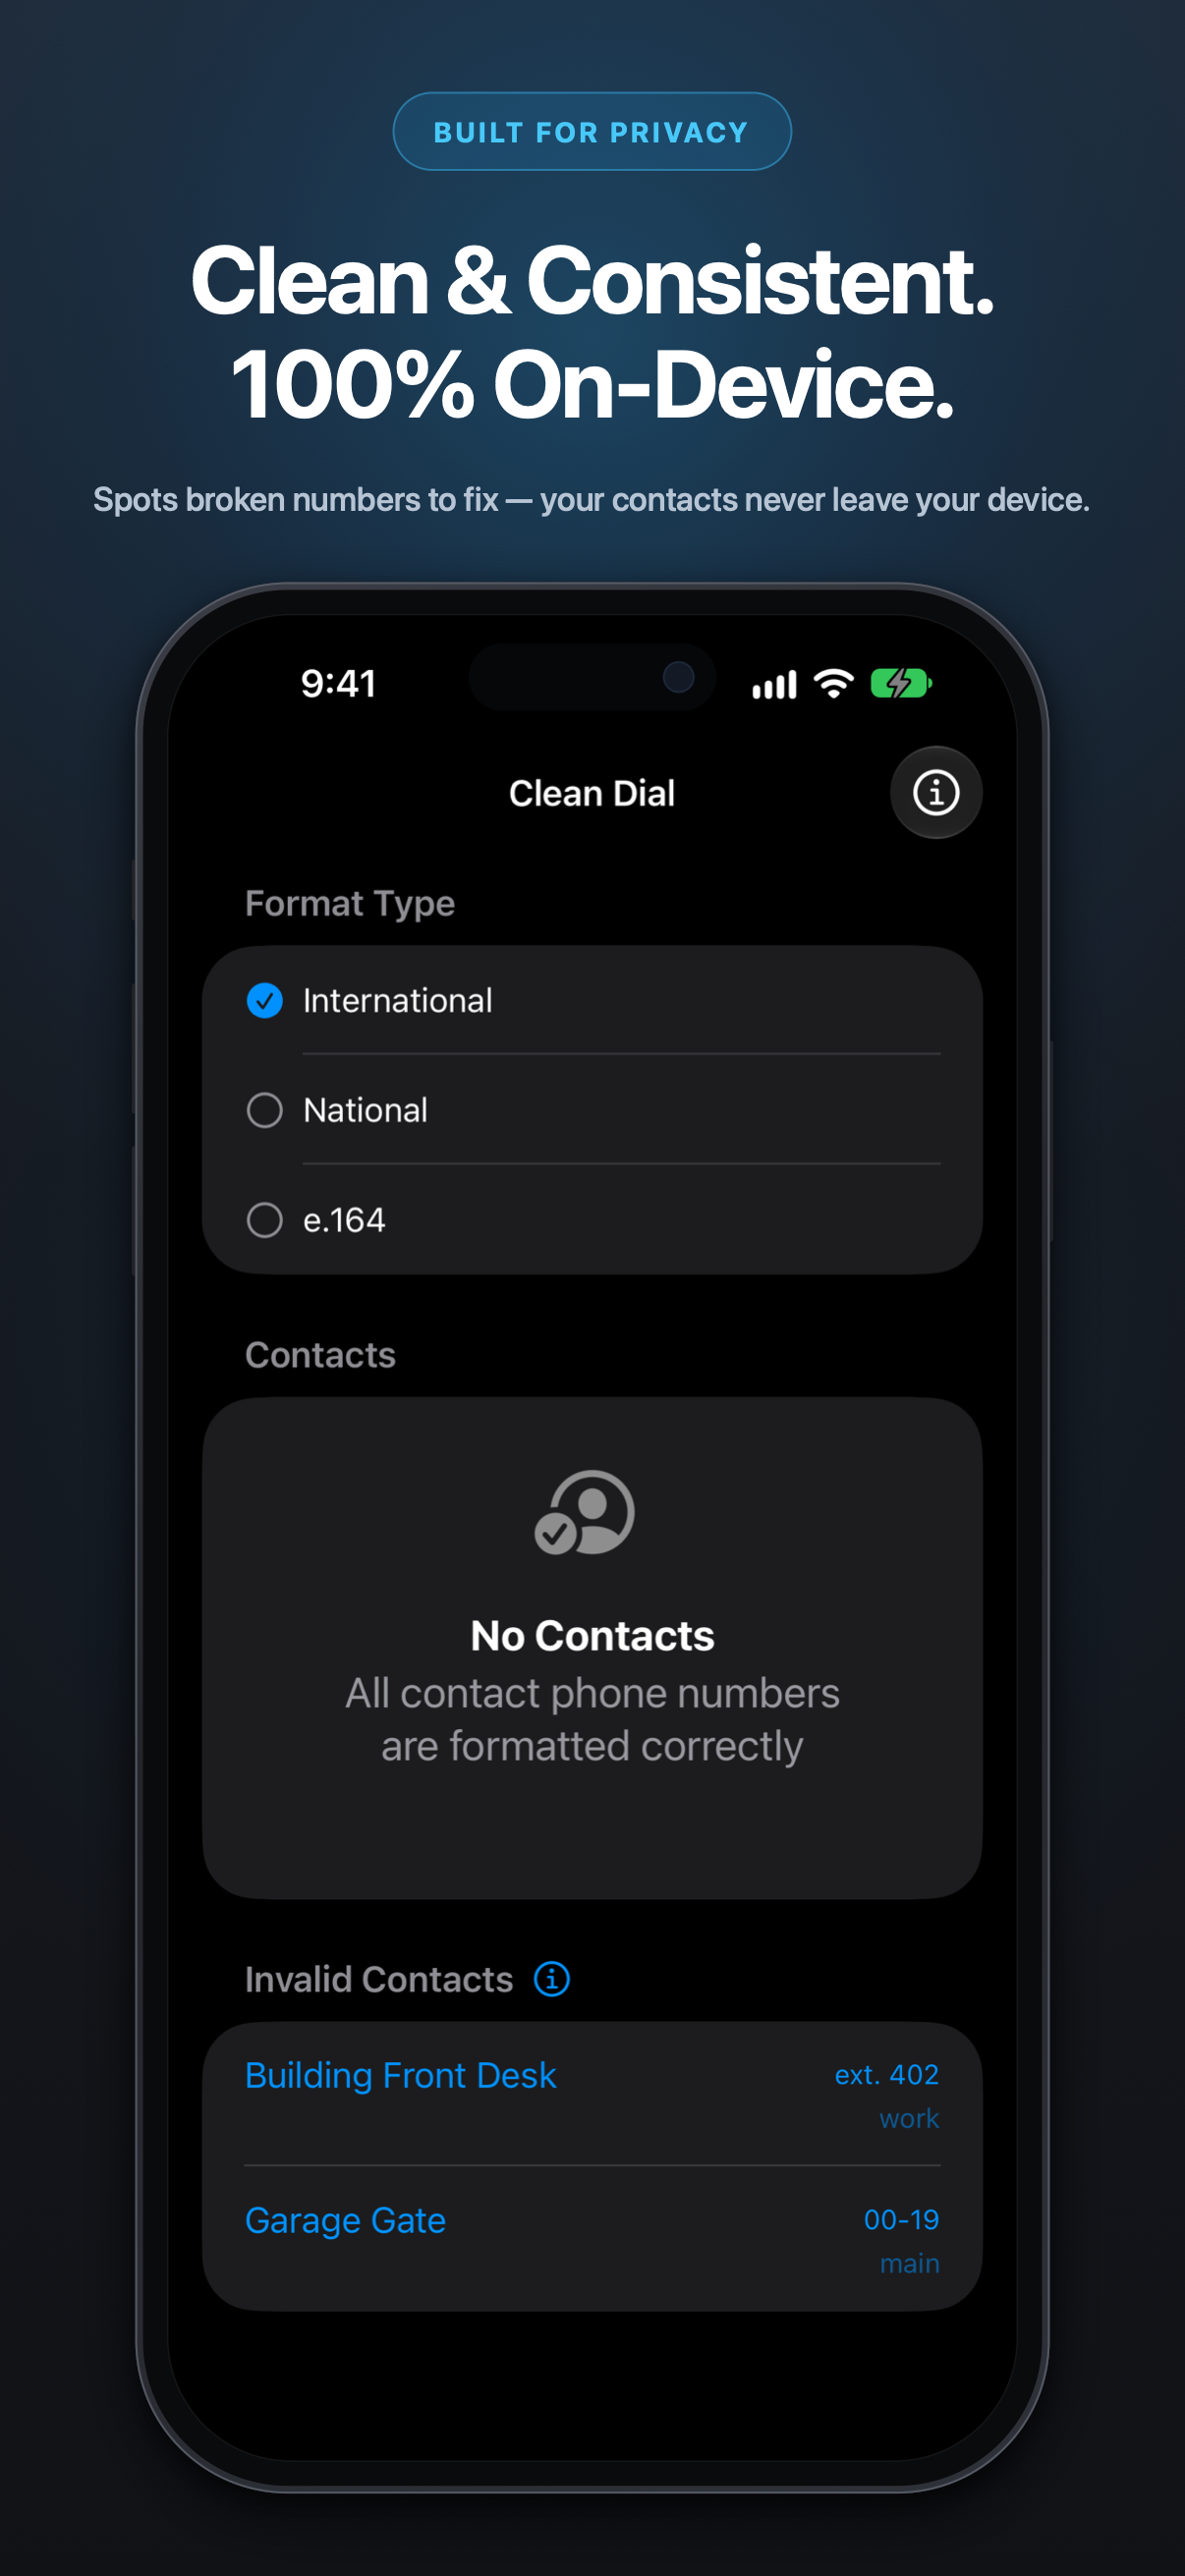 BUILT FOR PRIVACY
Clean & Consistent.
100% On-Device.
Spots broken numbers to fix — your contacts never leave your device.
9:41
Clean Dial
Format Type
International
National
e.164
Contacts
No Contacts
All contact phone numbers
are formatted correctly
Invalid Contacts
Building Front Desk ext. 402
work
Garage Gate 00-19
main